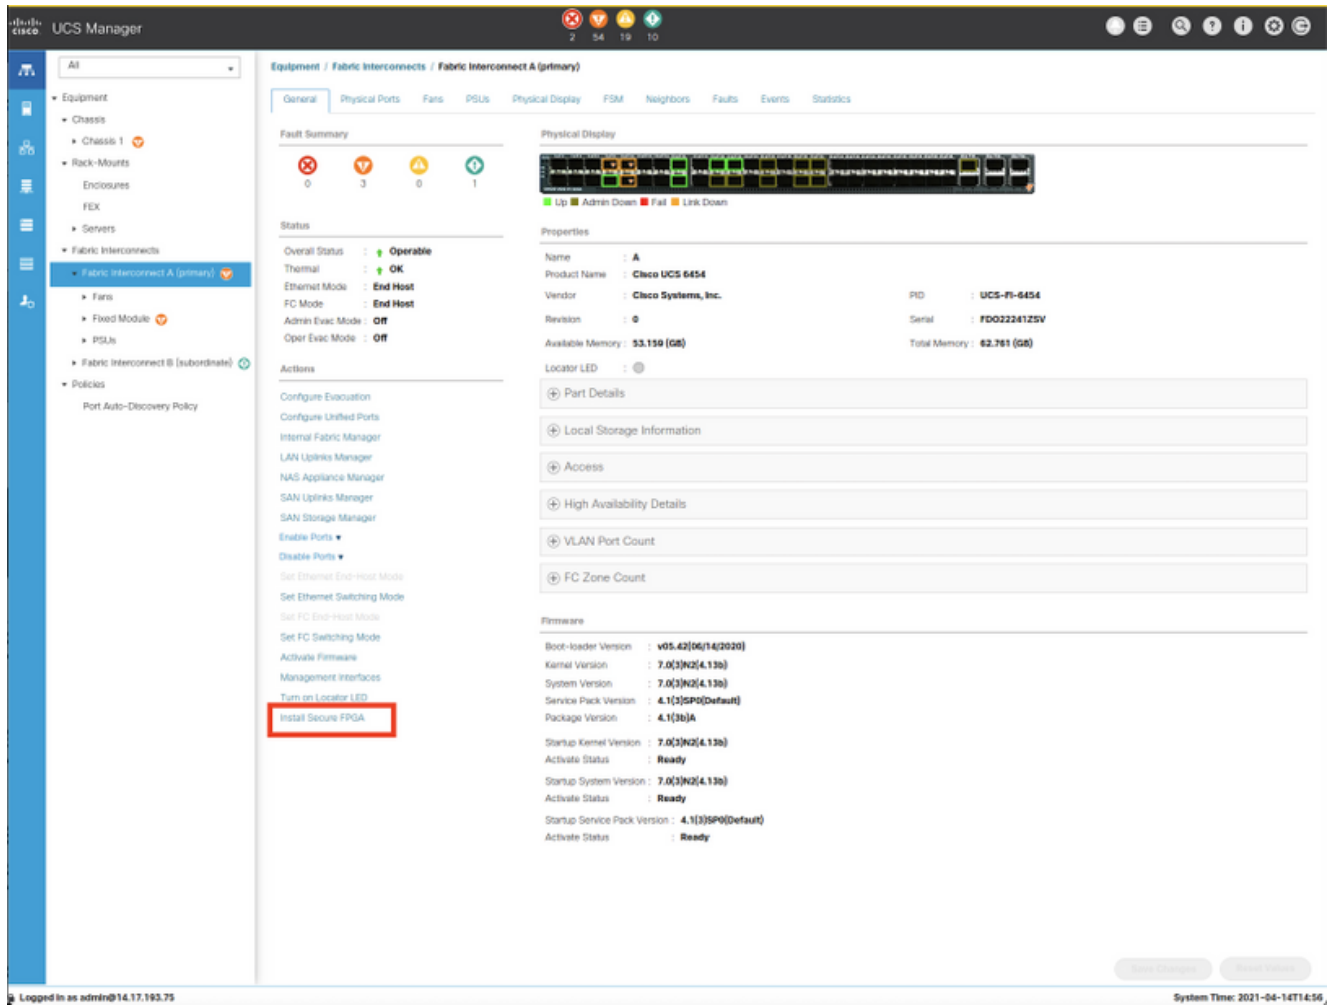 cisco UCS Manager
2 54 19 10
All
Equipment
Chassis
Chassis 1
Rack-Mounts
Enclosures
FEX
Servers
Fabric Interconnects
Fabric Interconnect A (primary)
Fans
Fixed Module
PSUs
Fabric Interconnect B (subordinate)
Policies
Port Auto-Discovery Policy
Equipment / Fabric Interconnects / Fabric Interconnect A (primary)
General Physical Ports Fans PSUs Physical Display FSM Neighbors Faults Events Statistics
Fault Summary
0 3 0 1
Status
Overall Status : Operable
Thermal : OK
Ethernet Mode : End Host
FC Mode : End Host
Admin Evac Mode : Off
Oper Evac Mode : Off
Actions
Configure Evacuation
Configure Unified Ports
Internal Fabric Manager
LAN Uplinks Manager
NAS Appliance Manager
SAN Uplinks Manager
SAN Storage Manager
Enable Ports
Disable Ports
Set Ethernet End-Host Mode
Set Ethernet Switching Mode
Set FC End-Host Mode
Set FC Switching Mode
Activate Firmware
Management Interfaces
Turn on Locator LED
Install Secure FPGA
Physical Display
Up Admin Down Fail Link Down
Properties
Name : A
Product Name : Cisco UCS 6454
Vendor : Cisco Systems, Inc. PID : UCS-FI-6454
Revision : 0 Serial : FDO22241ZSV
Available Memory : 53.159 (GB) Total Memory : 62.761 (GB)
Locator LED :
Part Details
Local Storage Information
Access
High Availability Details
VLAN Port Count
FC Zone Count
Firmware
Boot-loader Version : v05.42(06/14/2020)
Kernel Version : 7.0(3)N2(4.13b)
System Version : 7.0(3)N2(4.13b)
Service Pack Version : 4.1(3)SP0(Default)
Package Version : 4.1(3b)A
Startup Kernel Version : 7.0(3)N2(4.13b)
Activate Status : Ready
Startup System Version : 7.0(3)N2(4.13b)
Activate Status : Ready
Startup Service Pack Version : 4.1(3)SP0(Default)
Activate Status : Ready
Save Changes Reset Values
Logged in as admin@14.17.193.75
System Time: 2021-04-14T14:56